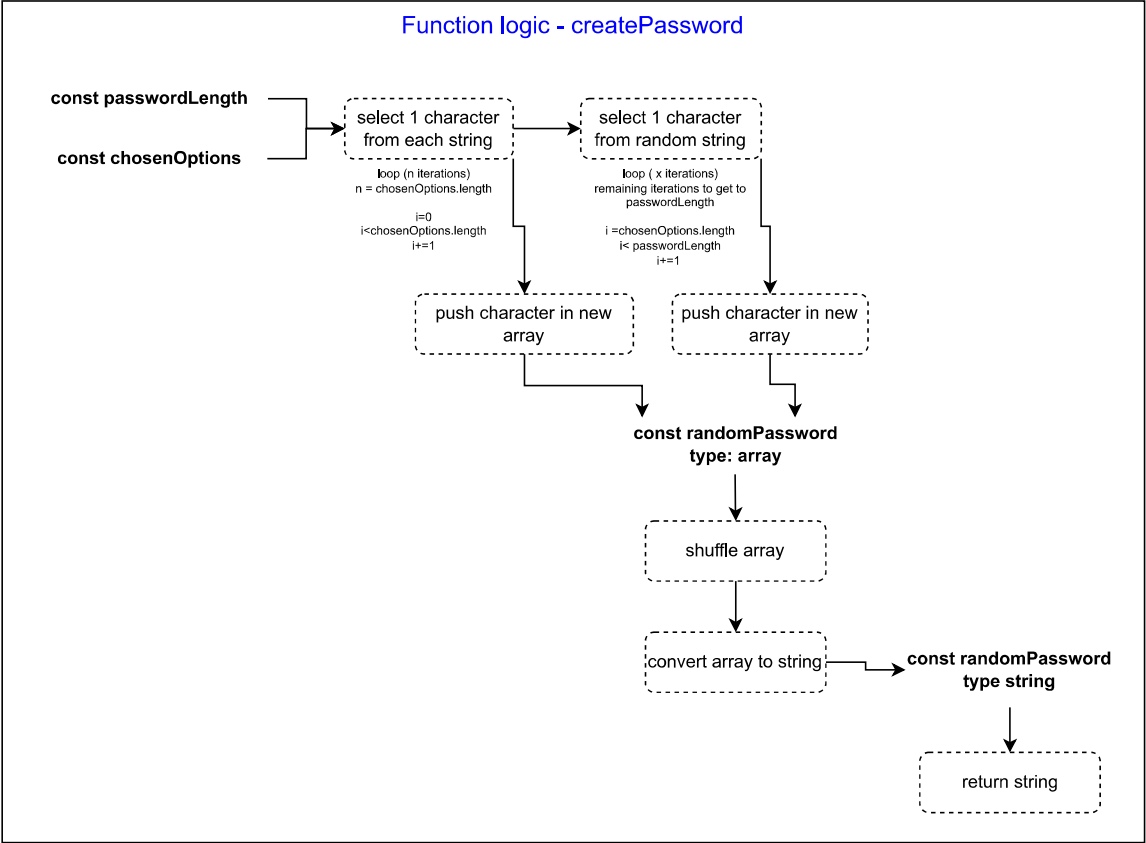 Function logic - createPassword
const passwordLength
const chosenOptions
select 1 character
from each string
select 1 character
from random string
loop (n iterations)
n = chosenOptions.length
i=0
i<chosenOptions.length
i+=1
loop ( x iterations)
remaining iterations to get to
passwordLength
i =chosenOptions.length
i< passwordLength
i+=1
push character in new
array
push character in new
array
const randomPassword
type: array
shuffle array
convert array to string
const randomPassword
type string
return string